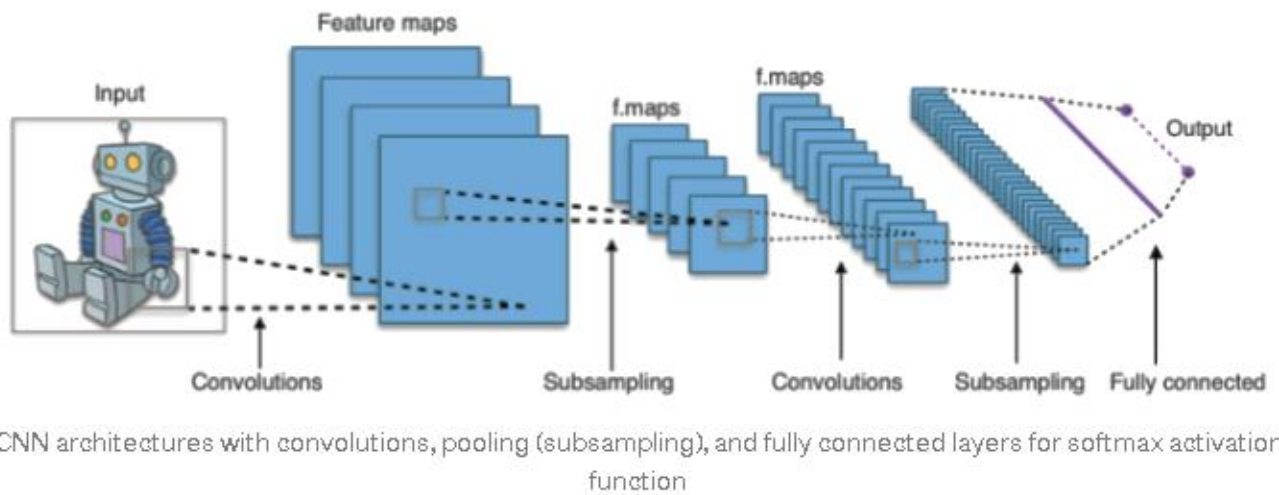 Feature maps
Input
f.maps
f.maps
Output
Convolutions
Subsampling
Convolutions
Subsampling
Fully connected
CNN architectures with convolutions, pooling (subsampling), and fully connected layers for softmax activation
function